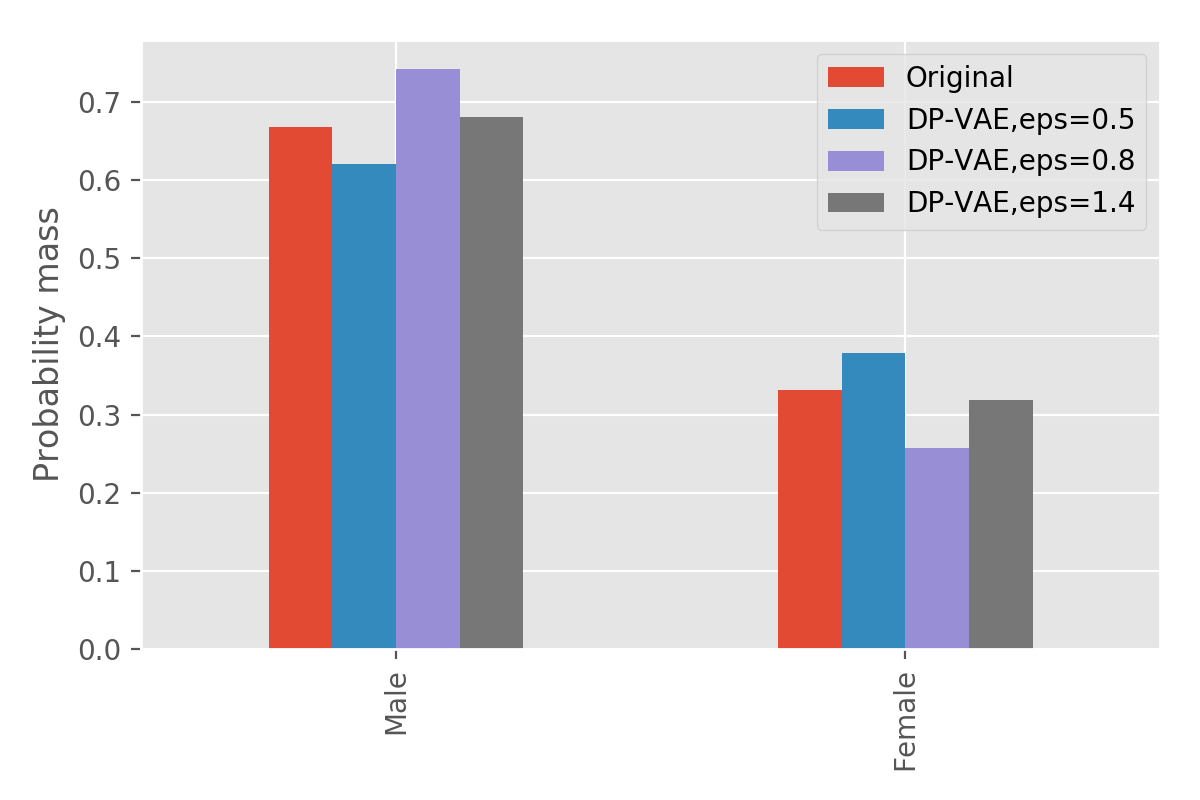 Original
DP-VAE,eps=0.5
DP-VAE,eps=0.8
DP-VAE,eps=1.4
Probability mass
0.7
0.6
0.5
0.4
0.3
0.2
0.1
0.0
Male
Female